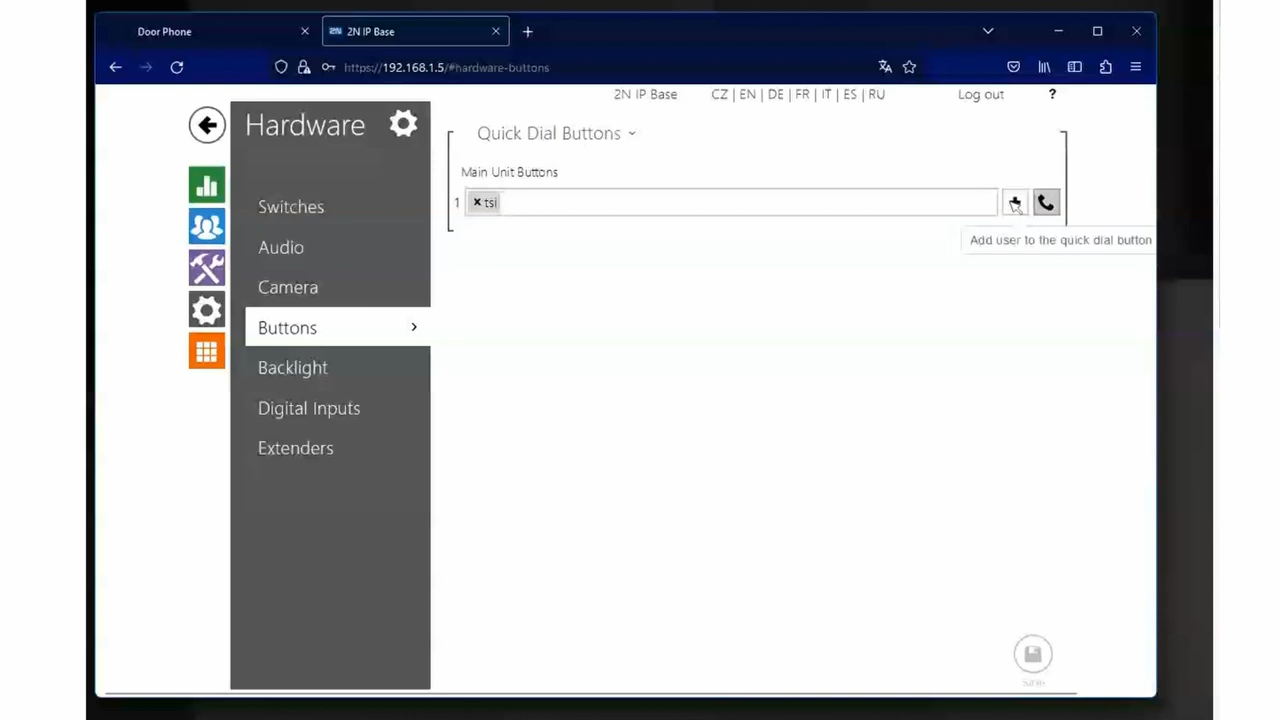 Door Phone
2N IP Base
https://192.168.1.5/#hardware-buttons
2N IP Base CZ | EN | DE | FR | IT | ES | RU Log out ?
Hardware
Quick Dial Buttons
Main Unit Buttons
1 × tsi
Add user to the quick dial button
Switches
Audio
Camera
Buttons
Backlight
Digital Inputs
Extenders
Save